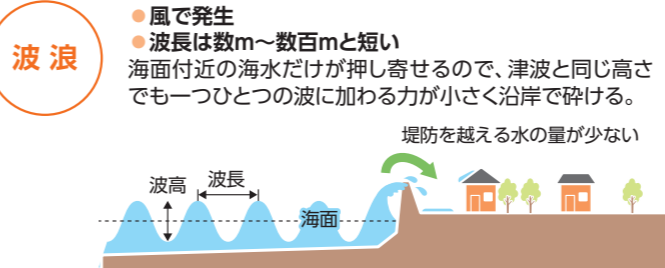 波浪
●風で発生
●波長は数m～数百mと短い
海面付近の海水だけが押し寄せるので、津波と同じ高さ
でも一つひとつの波に加わる力が小さく沿岸で砕ける。
堤防を越える水の量が少ない
波高
波長
海面